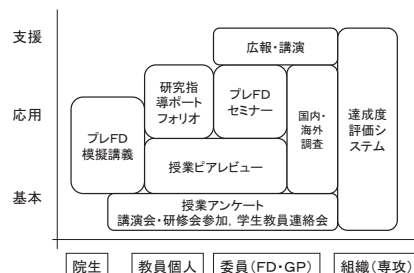 支援
広報・講演
研究指
導ポート
フォリオ
プレFD
セミナー
応用
プレFD
模擬講義
国内・
海外
調査
達成度
評価シ
ステム
授業ピアレビュー
基本
授業アンケート
講演会・研修会参加, 学生教員連絡会
院生
教員個人
委員(FD・GP)
組織(専攻)